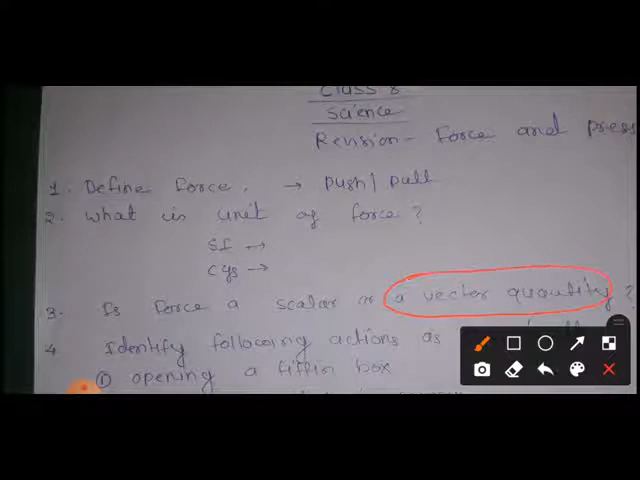 Class 8
Science
Revision - Force and press
1. Define Force. → Push/Pull
2. What is unit of force?
SI →
Cgs →
3. Is Force a scalar or a vector quantity?
4 Identify following actions as
① opening a tiffin box